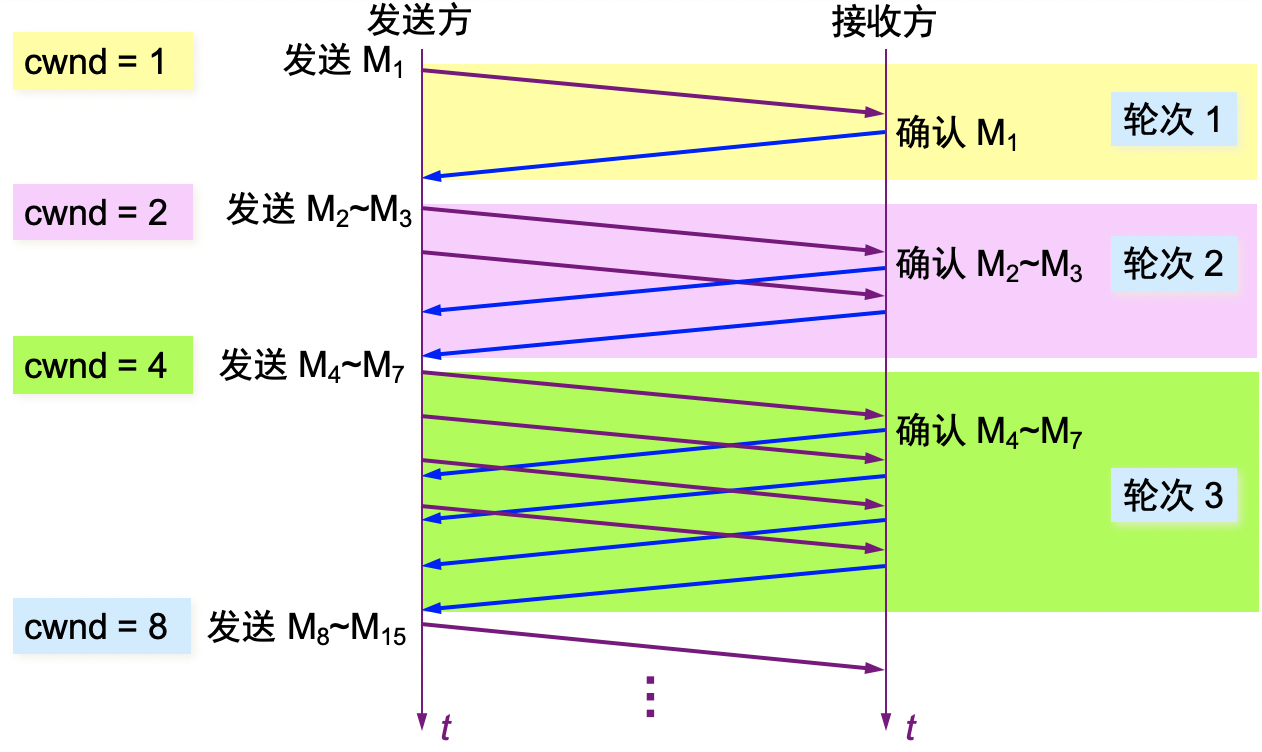 发送方
接收方
cwnd = 1
发送 M₁
轮次 1
确认 M₁
cwnd = 2
发送 M₂~M₃
确认 M₂~M₃
轮次 2
cwnd = 4
发送 M₄~M₇
确认 M₄~M₇
轮次 3
cwnd = 8
发送 M₈~M₁₅
t
t